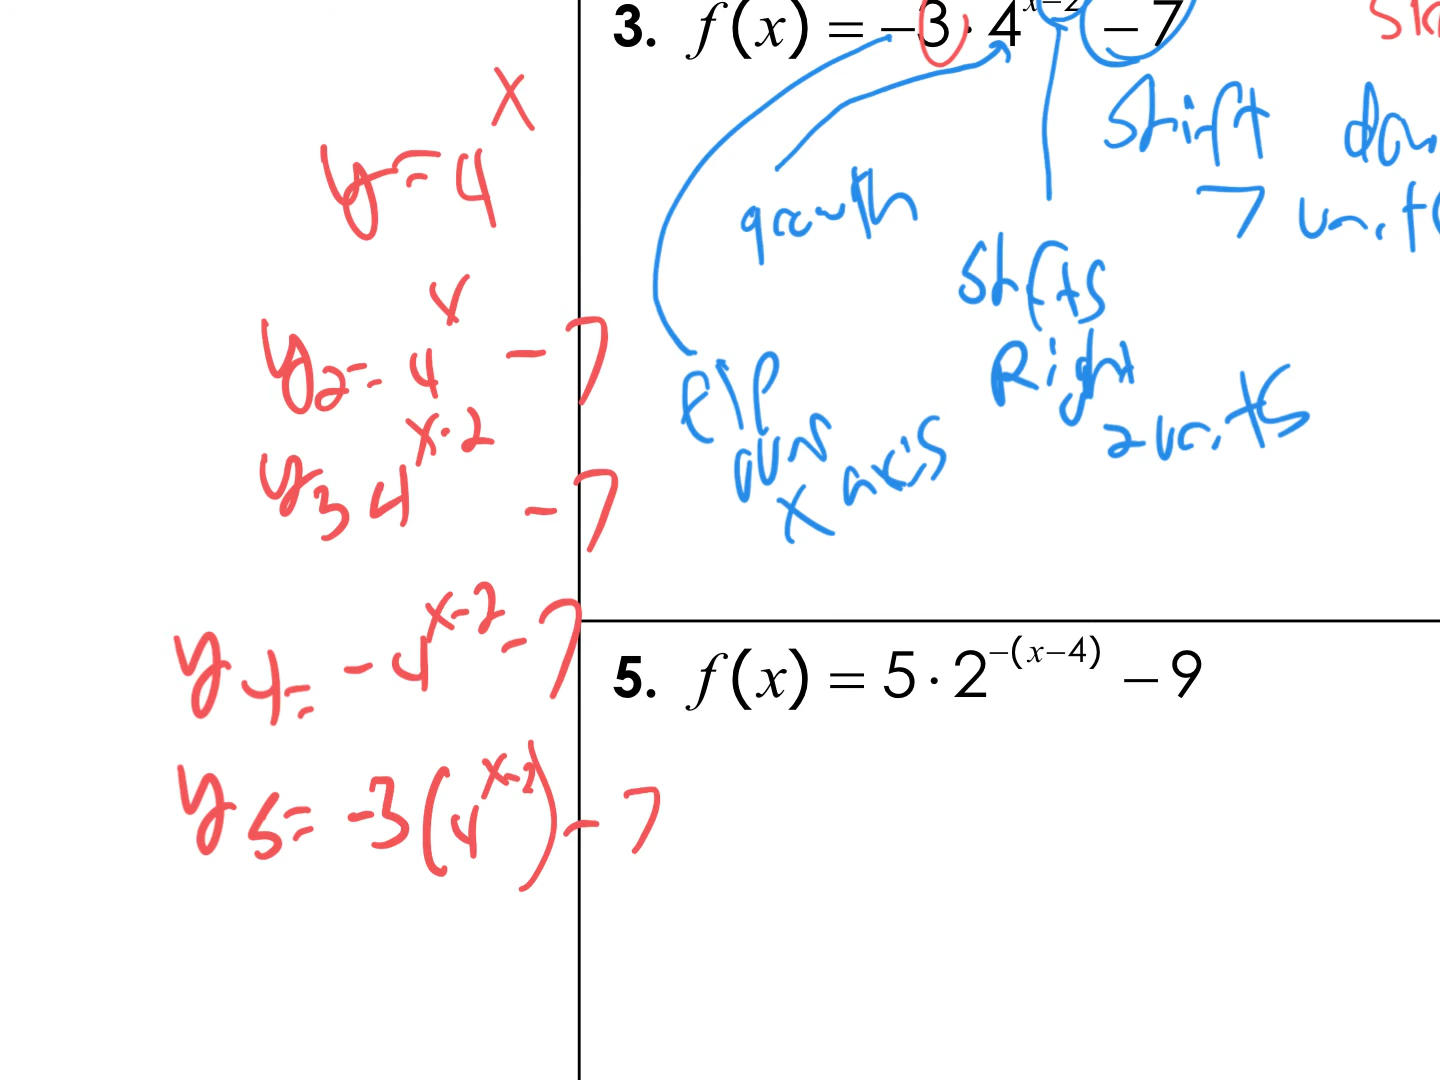 3. f(x) = −3 · 4^{x−2} − 7
shift
7 units
growth
shifts
Right
2 units
flip
over
x axis
y = 4^x
y2 = 4^x - 7
y3 4^{x-2} - 7
y4 = -4^{x-2} - 7
y5 = -3(4^{x-2}) - 7
5. f(x) = 5 · 2^{−(x−4)} − 9